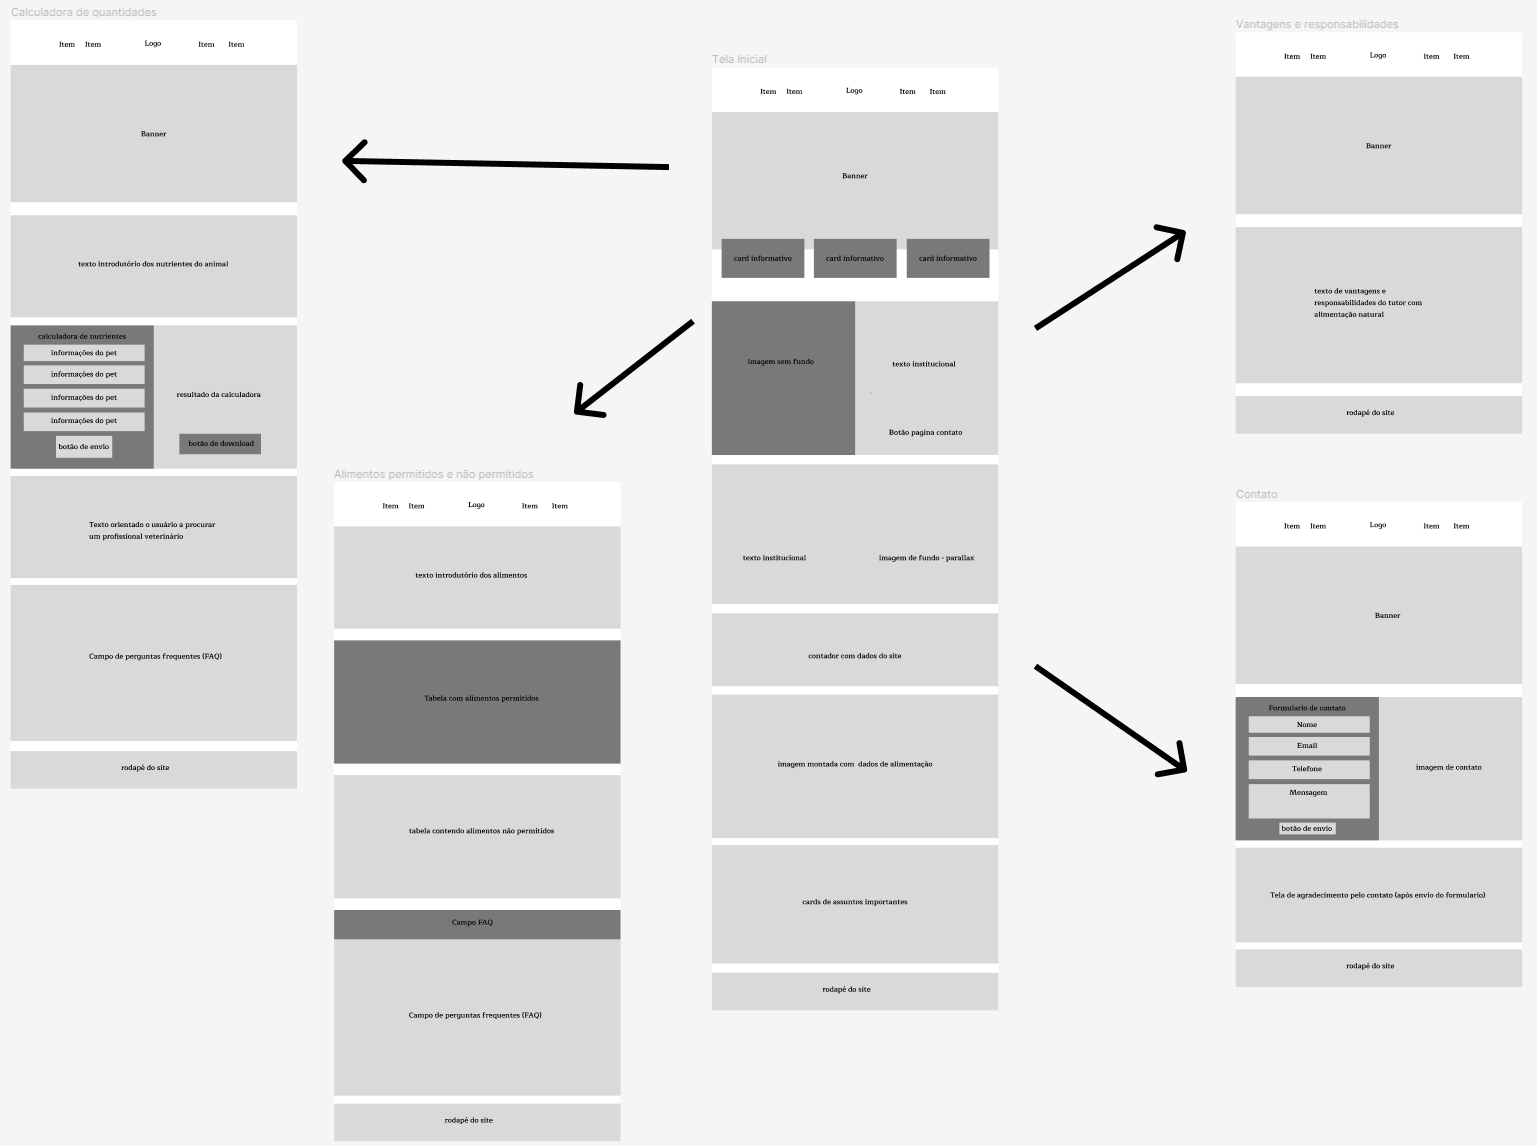 Calculadora de quantidades
Item Item Logo Item Item
Banner
texto introdutório dos nutrientes do animal
calculadora de nutrientes
informações do pet
informações do pet
informações do pet
informações do pet
botão de envio
resultado da calculadora
botão de download
Texto orientado o usuário a procurar
um profissional veterinário
Campo de perguntas frequentes (FAQ)
rodapé do site
Alimentos permitidos e não permitidos
Item Item Logo Item Item
texto introdutório dos alimentos
Tabela com alimentos permitidos
tabela contendo alimentos não permitidos
Campo FAQ
Campo de perguntas frequentes (FAQ)
rodapé do site
Tela Inicial
Item Item Logo Item Item
Banner
card informativo card informativo card informativo
imagem sem fundo
texto institucional
Botão pagina contato
texto institucional
imagem de fundo - parallax
contador com dados do site
imagem montada com dados de alimentação
cards de assuntos importantes
rodapé do site
Vantagens e responsabilidades
Item Item Logo Item Item
Banner
texto de vantagens e
responsabilidades do tutor com
alimentação natural
rodapé do site
Contato
Item Item Logo Item Item
Banner
Formulario de contato
Nome
Email
Telefone
Mensagem
botão de envio
imagem de contato
Tela de agradecimento pelo contato (após envio do formulario)
rodapé do site